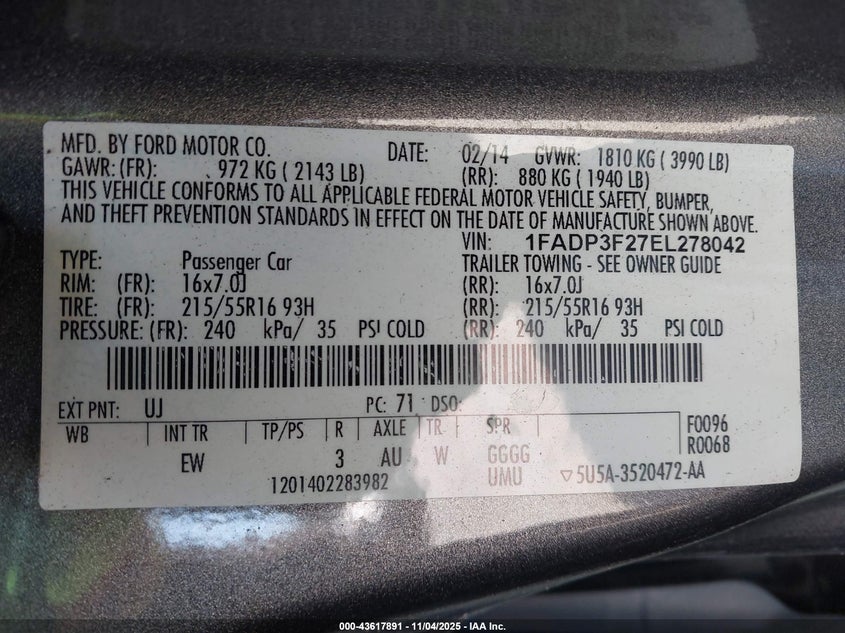 MFD. BY FORD MOTOR CO. DATE: 02/14 GVWR: 1810 KG ( 3990 LB)
GAWR: (FR): 972 KG ( 2143 LB) (RR): 880 KG ( 1940 LB)
THIS VEHICLE CONFORMS TO ALL APPLICABLE FEDERAL MOTOR VEHICLE SAFETY, BUMPER,
AND THEFT PREVENTION STANDARDS IN EFFECT ON THE DATE OF MANUFACTURE SHOWN ABOVE.
VIN: 1FADP3F27EL278042
TYPE: Passenger Car TRAILER TOWING - SEE OWNER GUIDE
RIM: (FR): 16x7.0J (RR): 16x7.0J
TIRE: (FR): 215/55R16 93H (RR): 215/55R16 93H
PRESSURE: (FR): 240 kPa/ 35 PSI COLD (RR): 240 kPa/ 35 PSI COLD
EXT PNT: UJ PC: 71 DSO:
WB INT TR TP/PS R AXLE TR SPR F0096
R0068
EW 3 AU W GGGG
1201402283982 UMU ▽5U5A-3520472-AA
000-43617891 - 11/04/2025 - IAA Inc.